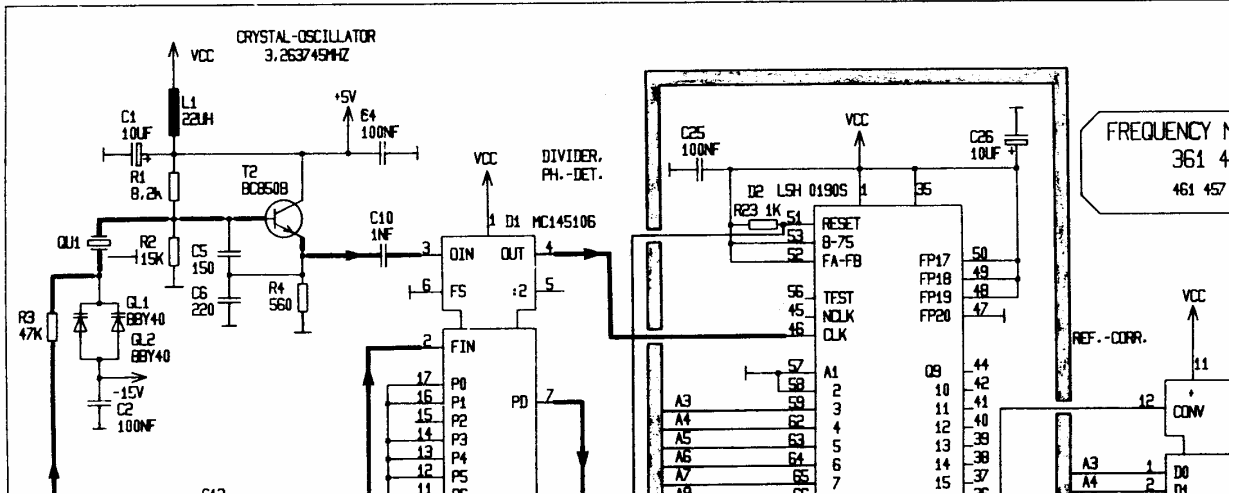 CRYSTAL-OSCILLATOR
3,263745MHZ
VCC
L1
22UH
C1
10UF
+5V
C4
100NF
R1
8,2k
T2
BC850B
VCC
DIVIDER,
PH.-DET.
C25
100NF
VCC
C26
10UF
FREQUENCY
361 4
461 457
QU1
R2
15K
C5
150
C6
220
R4
560
C10
1NF
1
D1 MC145106
3
OIN
OUT
4
6
FS
:2
5
D2 LSH 0190S
1
35
R23 1K
51
RESET
53
8-75
52
FA-FB
FP17
50
FP18
49
FP19
48
FP20
47
56
TEST
45
NCLK
46
CLK
R3
47K
GL1
BBY40
GL2
BBY40
-15V
C2
100NF
2
FIN
17
P0
16
P1
15
P2
14
P3
13
P4
12
P5
11
PD
7
57
A1
58
2
A3
59
3
A4
62
4
A5
63
5
A6
64
6
A7
65
7
A8
Q9
44
10
42
11
41
12
40
13
39
14
38
15
37
36
REF.-CORR.
VCC
11
12
CONV
A3
1
D0
A4
2
D1